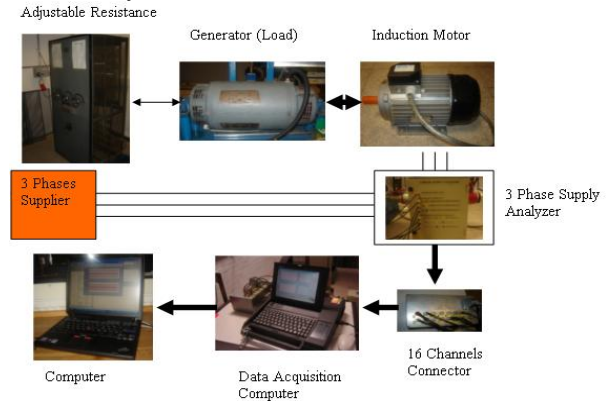 Adjustable Resistance
Generator (Load)
Induction Motor
3 Phases
Supplier
3 Phase Supply
Analyzer
16 Channels
Connector
Computer
Data Acquisition
Computer